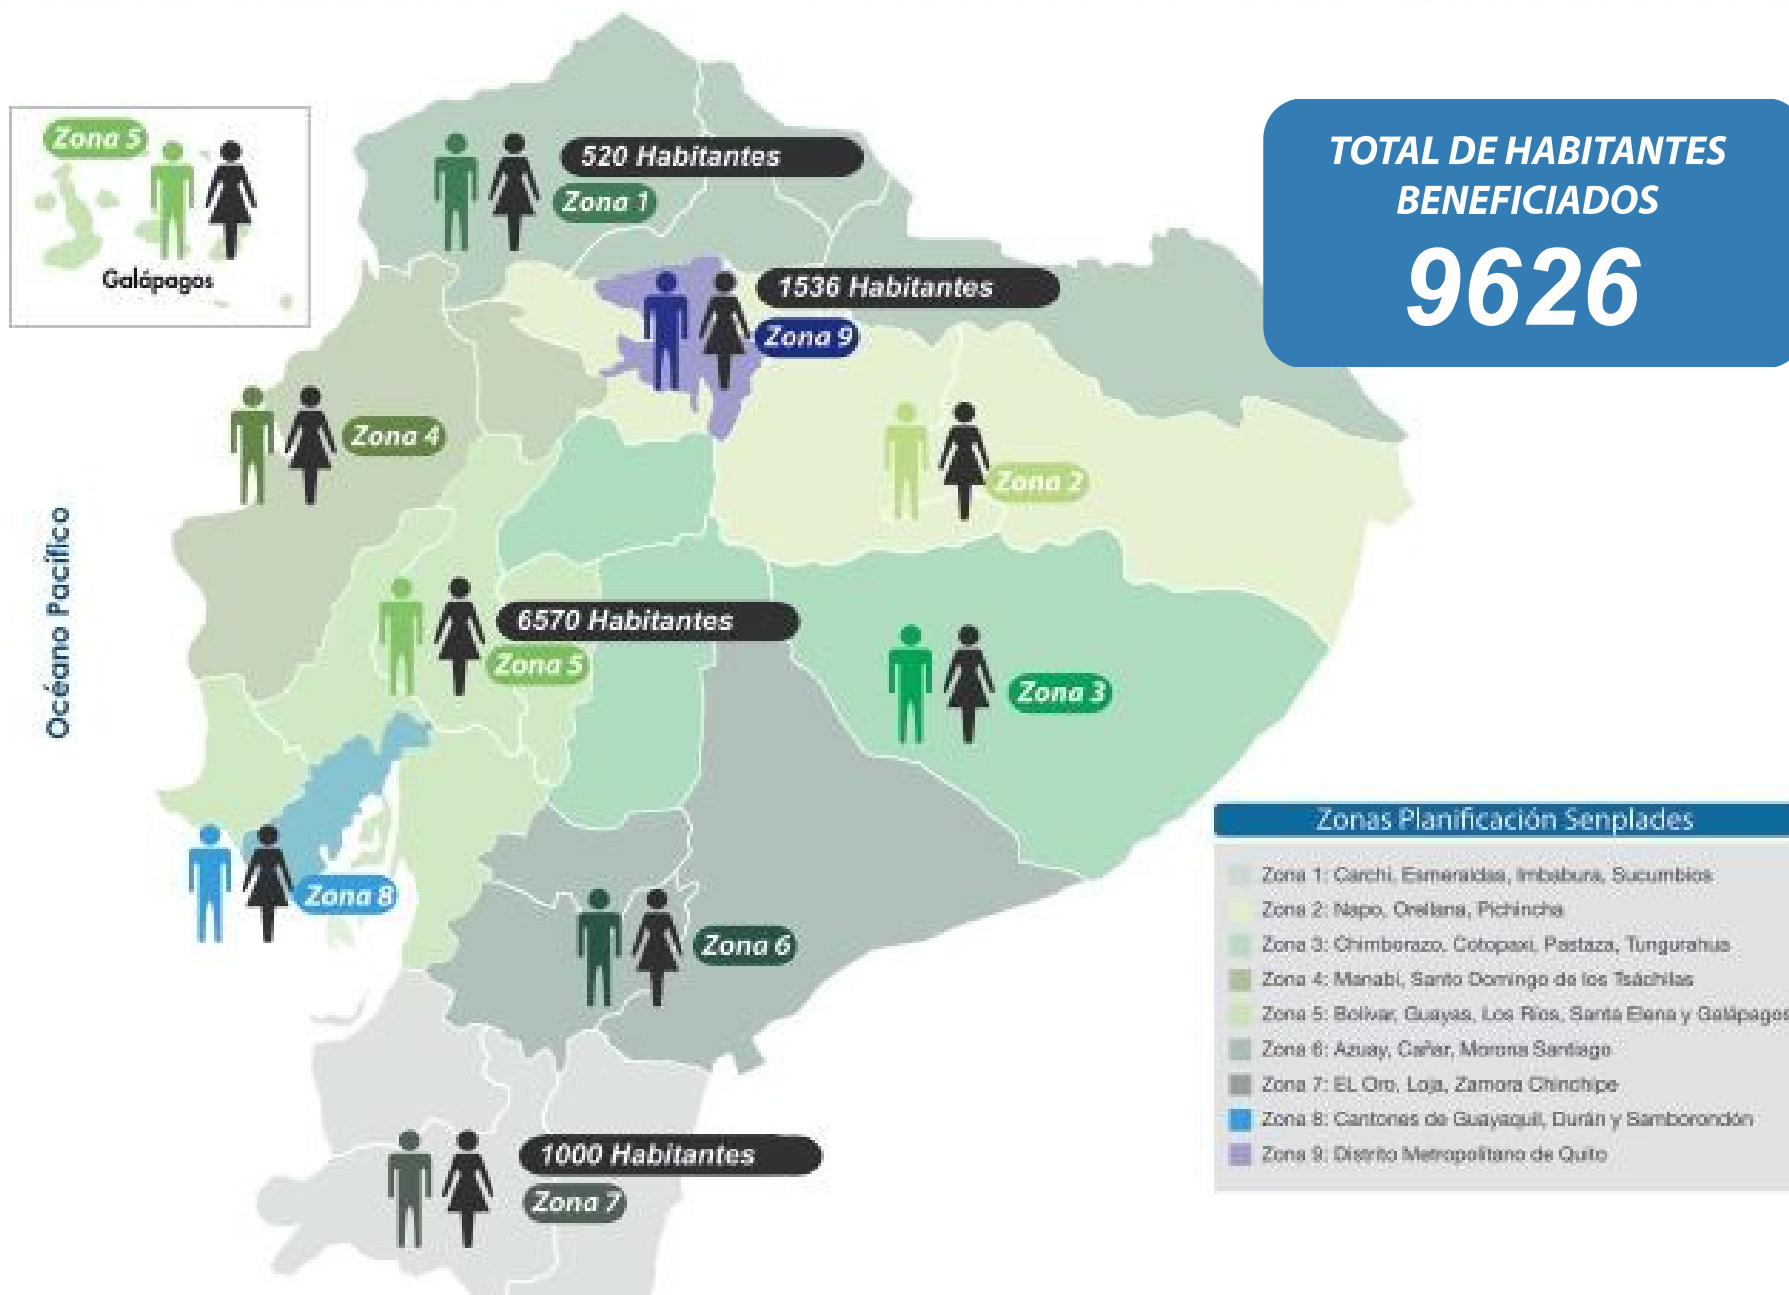 Zona 5
Galápagos
520 Habitantes
Zona 1
TOTAL DE HABITANTES
BENEFICIADOS
9626
1536 Habitantes
Zona 9
Zona 4
Zona 2
Océano Pacífico
6570 Habitantes
Zona 5
Zona 3
Zona 8
Zona 6
1000 Habitantes
Zona 7
Zonas Planificación Senplades
Zona 1: Carchi, Esmeraldas, Imbabura, Sucumbios
Zona 2: Napo, Orellana, Pichincha
Zona 3: Chimborazo, Cotopaxi, Pastaza, Tungurahua
Zona 4: Manabí, Santo Domingo de los Tsáchilas
Zona 5: Bolívar, Guayas, Los Ríos, Santa Elena y Galápagos
Zona 6: Azuay, Cañar, Morona Santiago
Zona 7: EL Oro, Loja, Zamora Chinchipe
Zona 8: Cantones de Guayaquil, Durán y Samborondón
Zona 9: Distrito Metropolitano de Quito